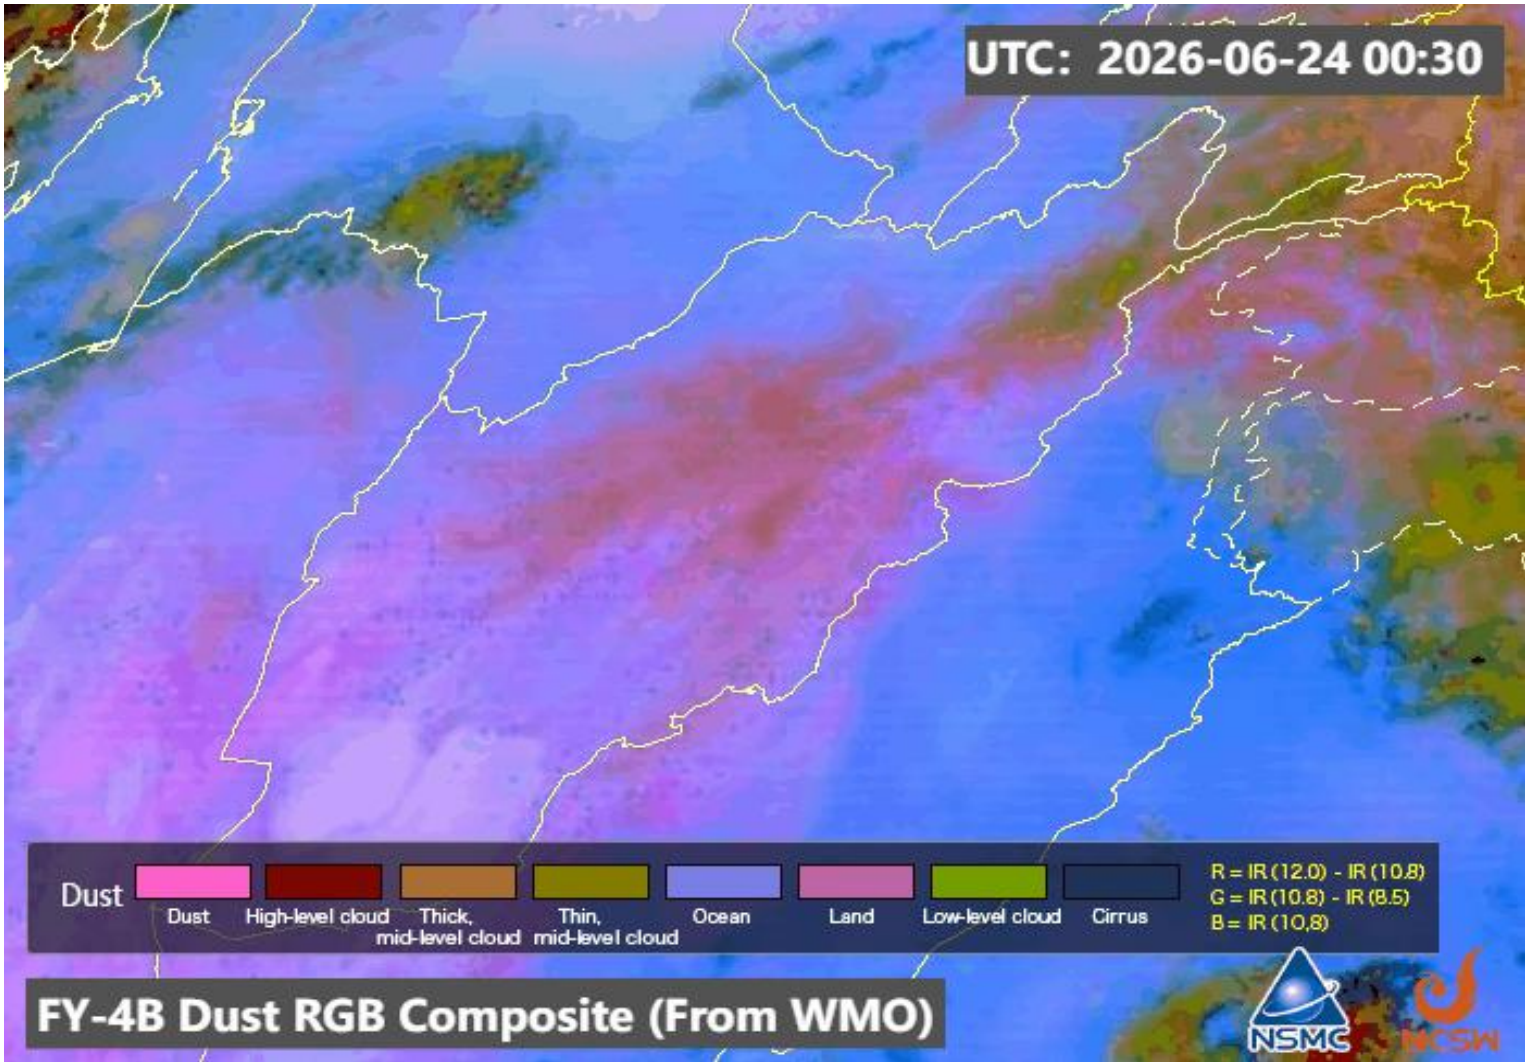 UTC: 2026-06-24 00:30
Dust
Dust
High-level cloud
Thick,
mid-level cloud
Thin,
mid-level cloud
Ocean
Land
Low-level cloud
Cirrus
R = IR (12.0) - IR (10.8)
G = IR (10.8) - IR (8.5)
B = IR (10,8)
FY-4B Dust RGB Composite (From WMO)
NSMC
NCSW